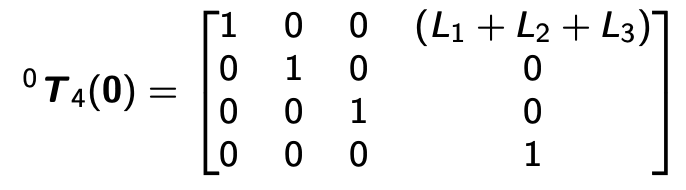 ⁰T₄(0) = [1 0 0 (L₁ + L₂ + L₃)
0 1 0 0
0 0 1 0
0 0 0 1]